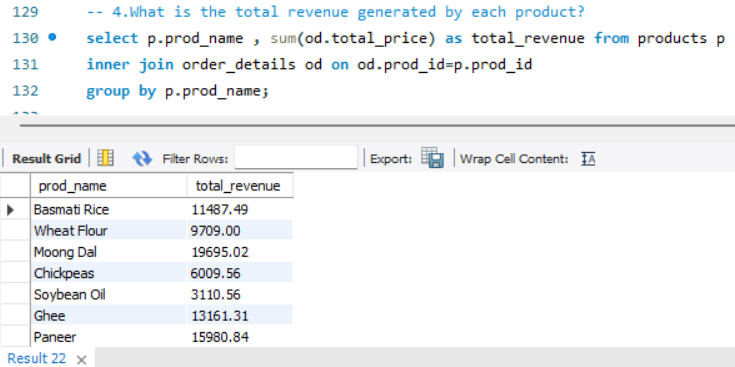 129 -- 4.What is the total revenue generated by each product?
130 select p.prod_name , sum(od.total_price) as total_revenue from products p
131 inner join order_details od on od.prod_id=p.prod_id
132 group by p.prod_name;
Result Grid Filter Rows: Export: Wrap Cell Content: IA
prod_name total_revenue
Basmati Rice 11487.49
Wheat Flour 9709.00
Moong Dal 19695.02
Chickpeas 6009.56
Soybean Oil 3110.56
Ghee 13161.31
Paneer 15980.84
Result 22 ×